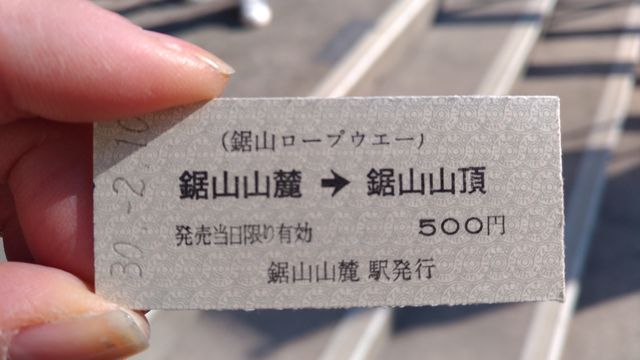 (鋸山ロープウエー)
鋸山山麓 → 鋸山山頂
発売当日限り有効 500円
鋸山山麓 駅発行
30.-2.10